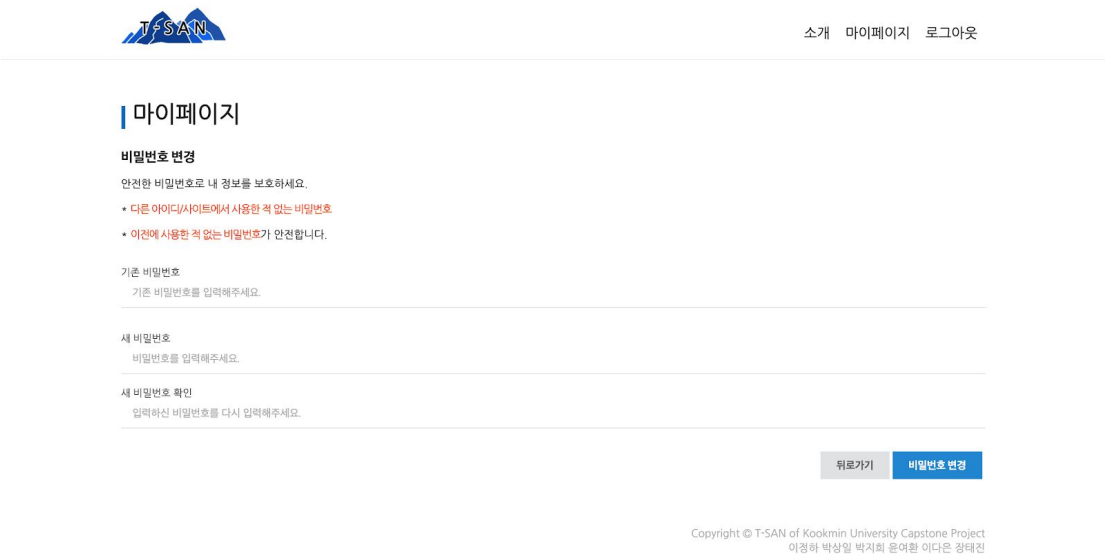 T-SAN
소개 마이페이지 로그아웃
마이페이지
비밀번호 변경
안전한 비밀번호로 내 정보를 보호하세요.
* 다른 아이디/사이트에서 사용한 적 없는 비밀번호
* 이전에 사용한 적 없는 비밀번호가 안전합니다.
기존 비밀번호
기존 비밀번호를 입력해주세요.
새 비밀번호
비밀번호를 입력해주세요.
새 비밀번호 확인
입력하신 비밀번호를 다시 입력해주세요.
뒤로가기 비밀번호 변경
Copyright © T-SAN of Kookmin University Capstone Project
이정하 박상일 박지희 윤여환 이다은 장태진